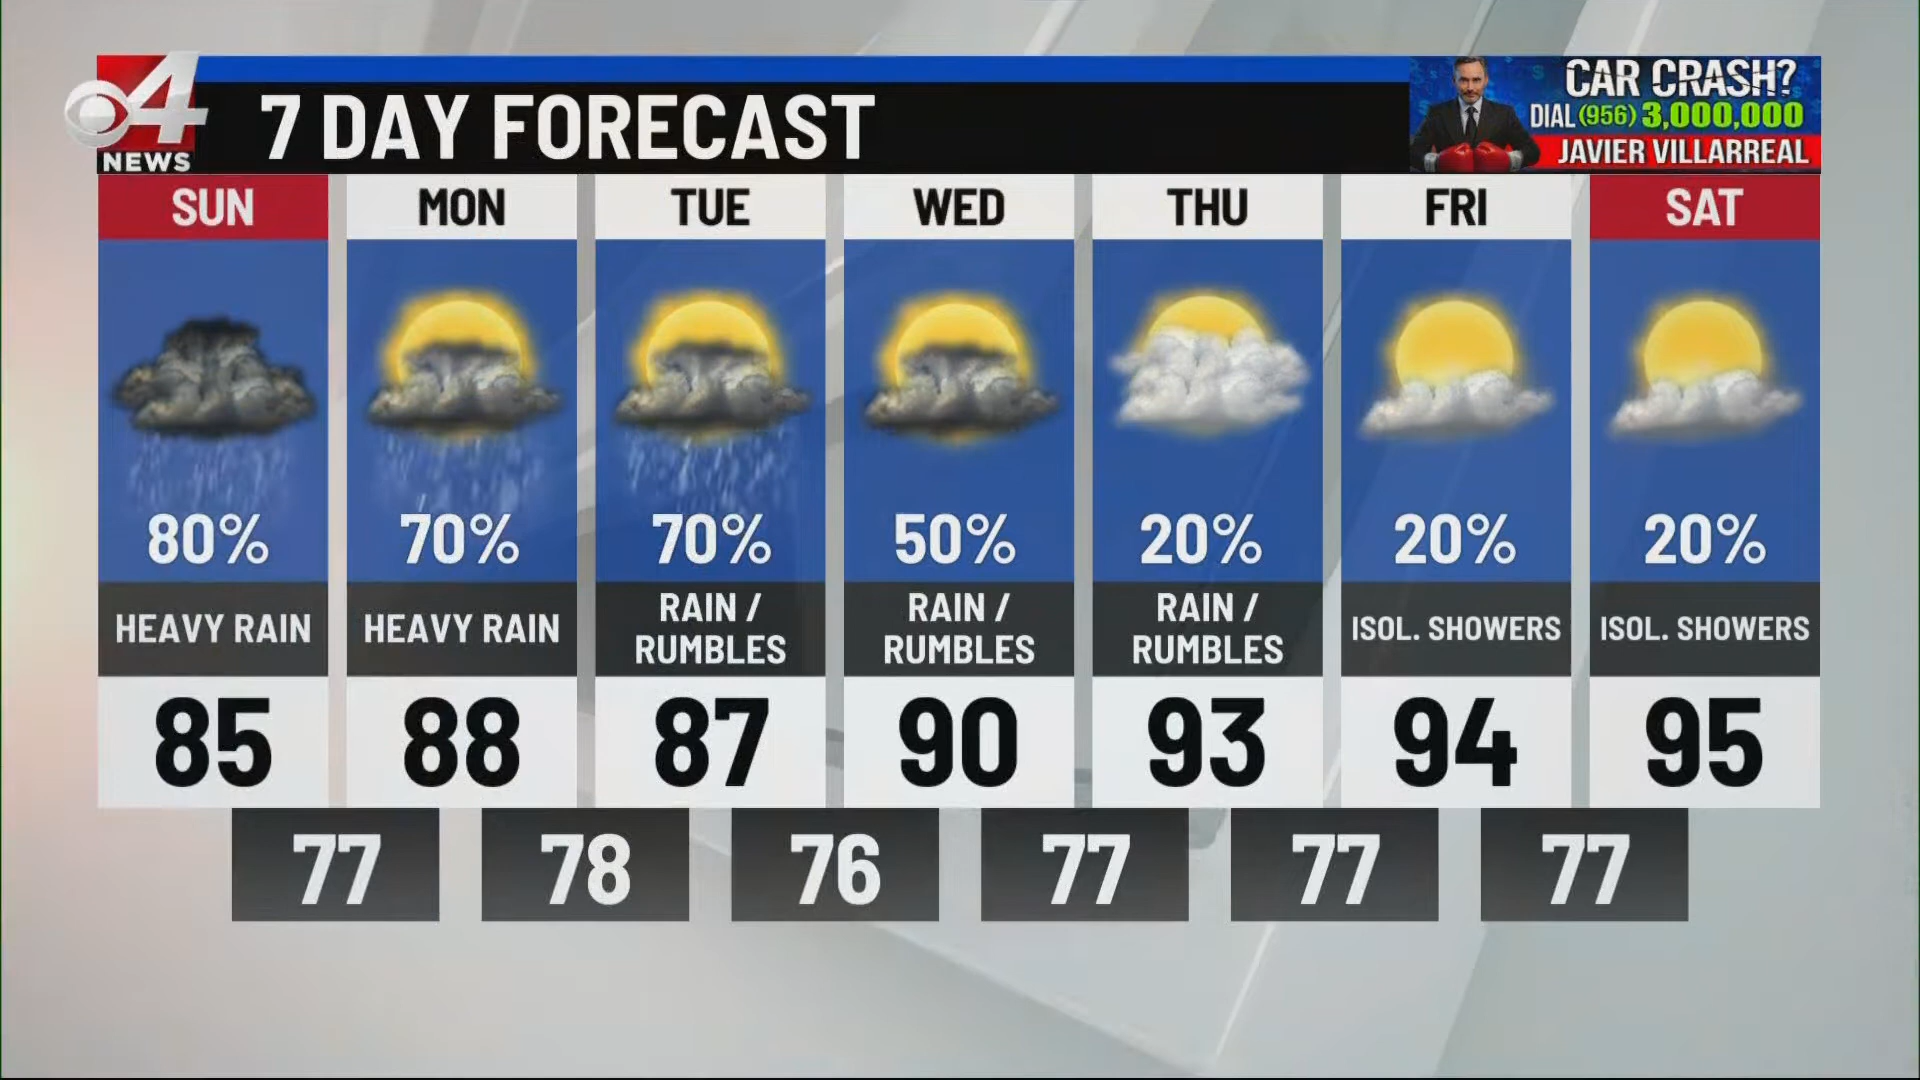 4
NEWS
7 DAY FORECAST
CAR CRASH?
DIAL (956) 3,000,000
JAVIER VILLARREAL
SUN MON TUE WED THU FRI SAT
80% 70% 70% 50% 20% 20% 20%
HEAVY RAIN
HEAVY RAIN
RAIN /
RUMBLES
RAIN /
RUMBLES
RAIN /
RUMBLES
ISOL. SHOWERS
ISOL. SHOWERS
85 88 87 90 93 94 95
77 78 76 77 77 77